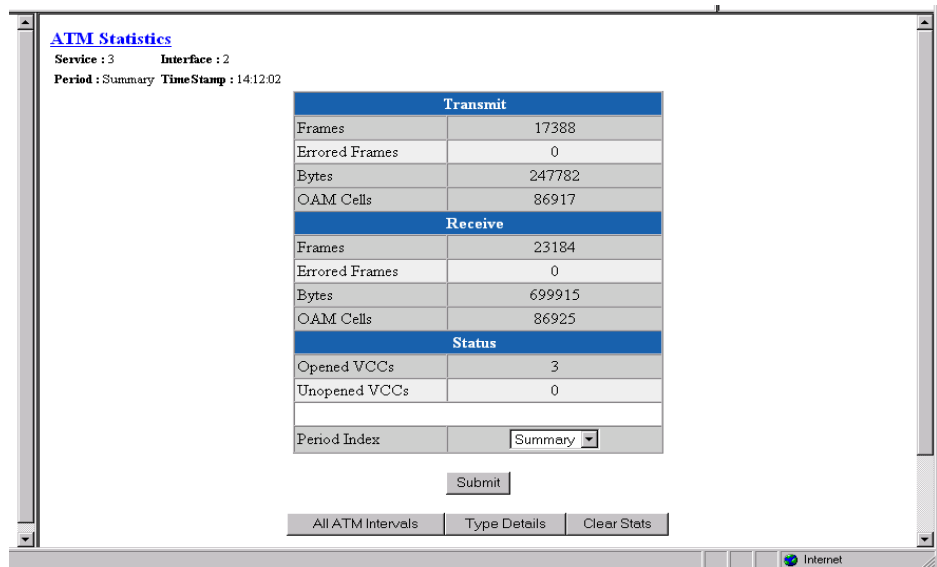 ATM Statistics
Service : 3 Interface : 2
Period : Summary TimeStamp : 14:12:02
Transmit
Frames 17388
Errored Frames 0
Bytes 247782
OAM Cells 86917
Receive
Frames 23184
Errored Frames 0
Bytes 699915
OAM Cells 86925
Status
Opened VCCs 3
Unopened VCCs 0
Period Index Summary
Submit
All ATM Intervals Type Details Clear Stats
Internet